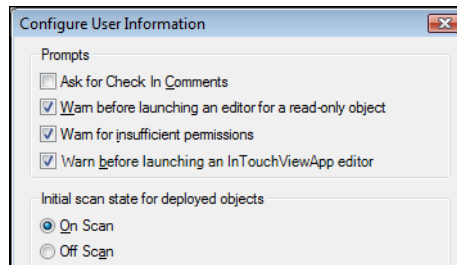 Configure User Information
Prompts
Ask for Check In Comments
Warn before launching an editor for a read-only object
Warn for insufficient permissions
Warn before launching an InTouchViewApp editor
Initial scan state for deployed objects
On Scan
Off Scan